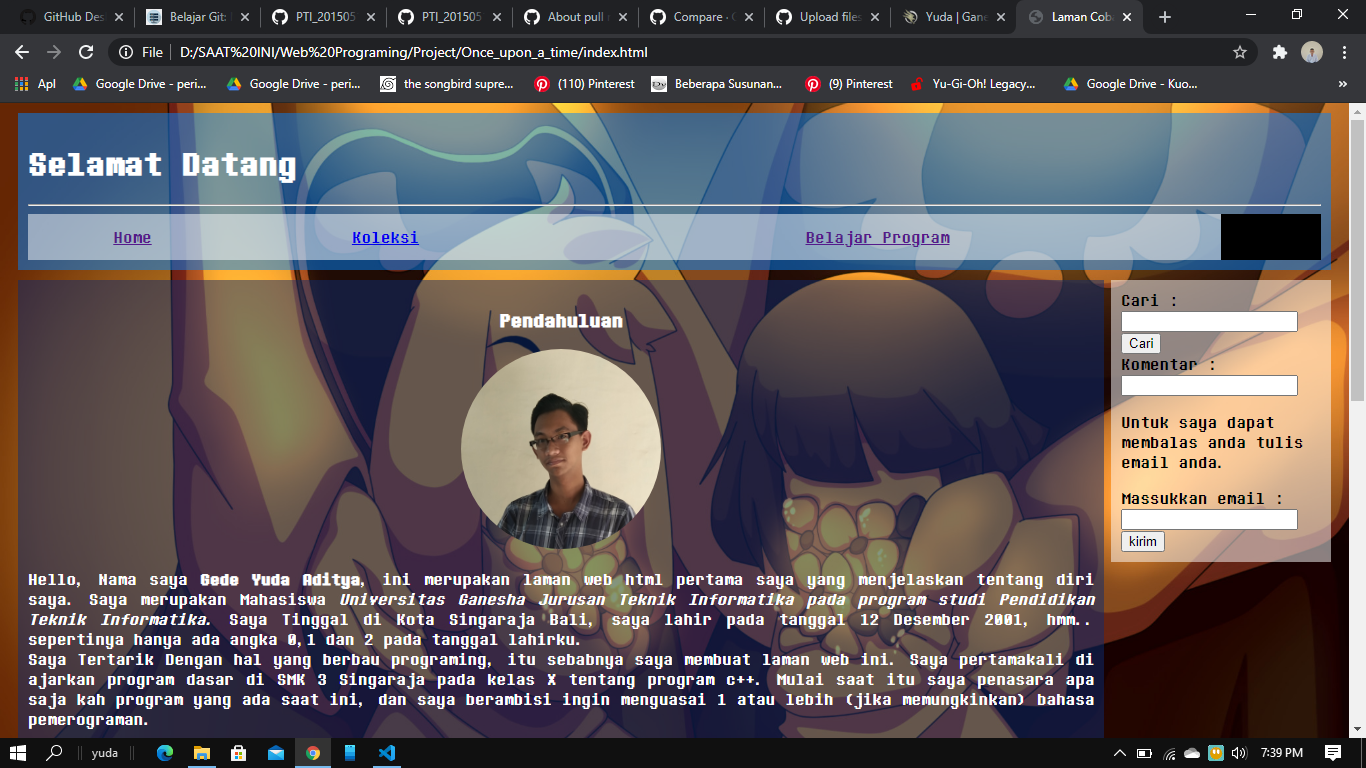 GitHub Des
Belajar Git:
PTI_201505
PTI_201505
About pull
Compare ·
Upload files
Yuda | Gane
Laman Cob
File
D:/SAAT%20INI/Web%20Programing/Project/Once_upon_a_time/index.html
Apl
Google Drive - peri...
Google Drive - peri...
the songbird supre...
(110) Pinterest
Beberapa Susunan...
(9) Pinterest
Yu-Gi-Oh! Legacy...
Google Drive - Kuo...
»
Selamat Datang
Home
Koleksi
Belajar Program
Pendahuluan
Hello, Nama saya Gede Yuda Aditya, ini merupakan laman web html pertama saya yang menjelaskan tentang diri
saya. Saya merupakan Mahasiswa Universitas Ganesha Jurusan Teknik Informatika pada program studi Pendidikan
Teknik Informatika. Saya Tinggal di Kota Singaraja Bali, saya lahir pada tanggal 12 Desember 2001, hmm..
sepertinya hanya ada angka 0,1 dan 2 pada tanggal lahirku.
Saya Tertarik Dengan hal yang berbau programing, itu sebabnya saya membuat laman web ini. Saya pertamakali di
ajarkan program dasar di SMK 3 Singaraja pada kelas X tentang program c++. Mulai saat itu saya penasara apa
saja kah program yang ada saat ini, dan saya berambisi ingin menguasai 1 atau lebih (jika memungkinkan) bahasa
pemerograman.
Cari :
Cari
Komentar :
Untuk saya dapat
membalas anda tulis
email anda.
Massukkan email :
kirim
yuda
7:39 PM